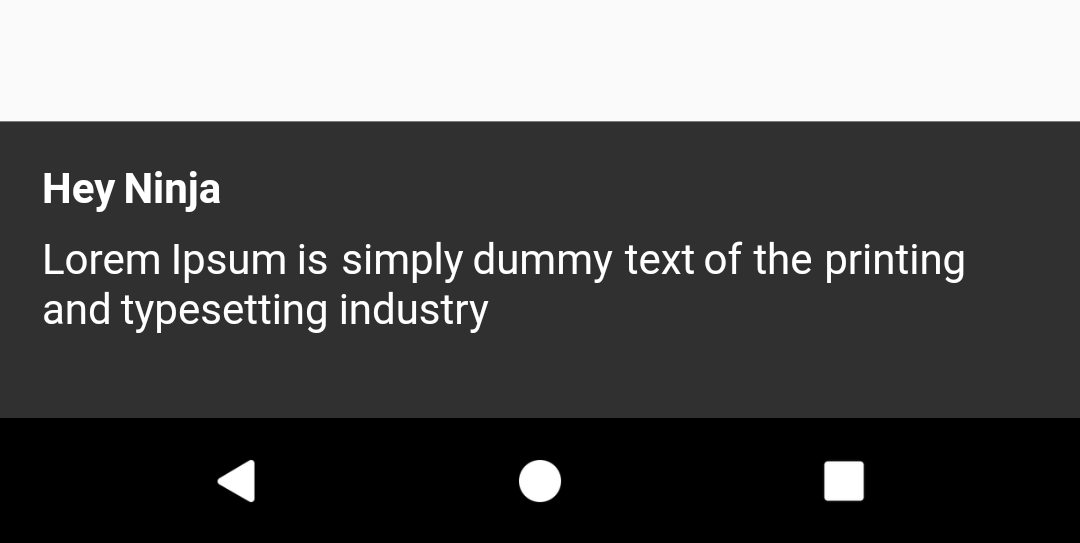 Hey Ninja
Lorem Ipsum is simply dummy text of the printing
and typesetting industry